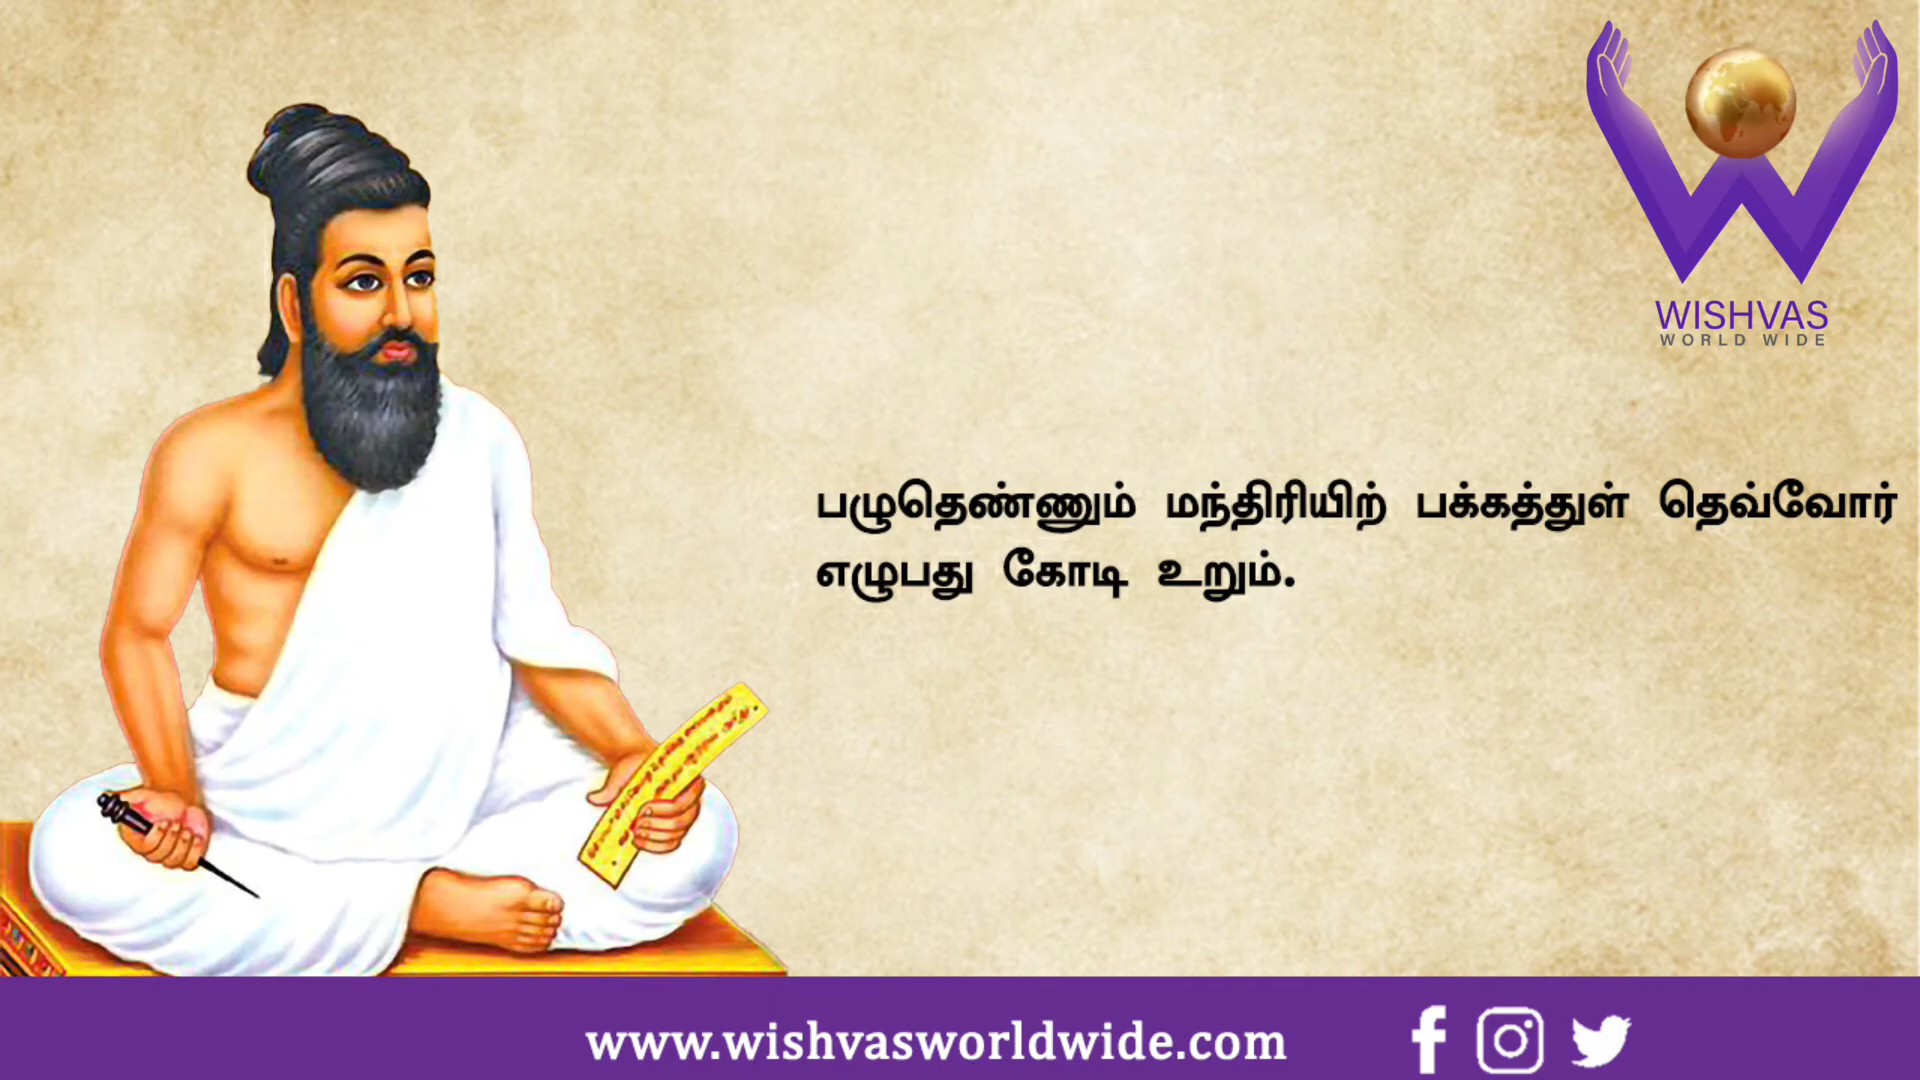 WISHVAS
WORLD WIDE
பழுதெண்ணும் மந்திரியிற் பக்கத்துள் தெவ்வோர்
எழுபது கோடி உறும்.
www.wishvasworldwide.com